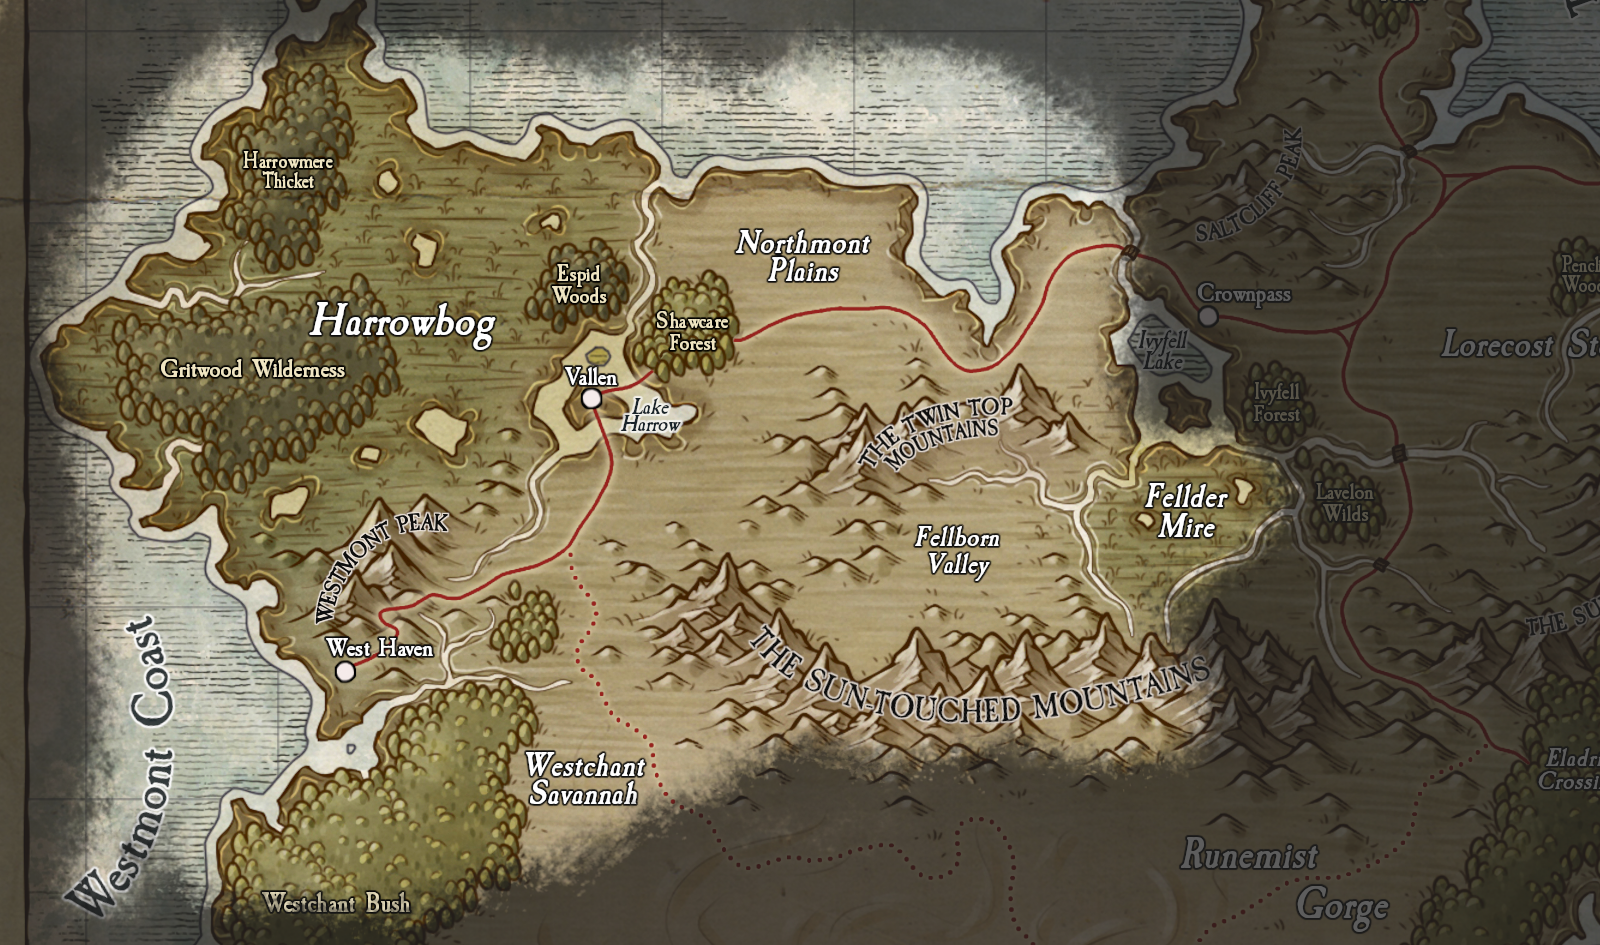 Harrowmere
Thicket
SALTCLIFF PEAK
Northmont
Plains
Espid
Woods
Crownpass
Harrowbog
Shawcare
Forest
Ivyfell
Lake
Lorecost
Gritwood Wilderness
Vallen
Lake
Harrow
Ivyfell
Forest
THE TWIN TOP
MOUNTAINS
Fellder
Mire
Lavelon
Wilds
WESTMONT PEAK
Fellborn
Valley
West Haven
THE SUN-TOUCHED MOUNTAINS
Westmont Coast
Westchant
Savannah
Runemist
Gorge
Westchant Bush